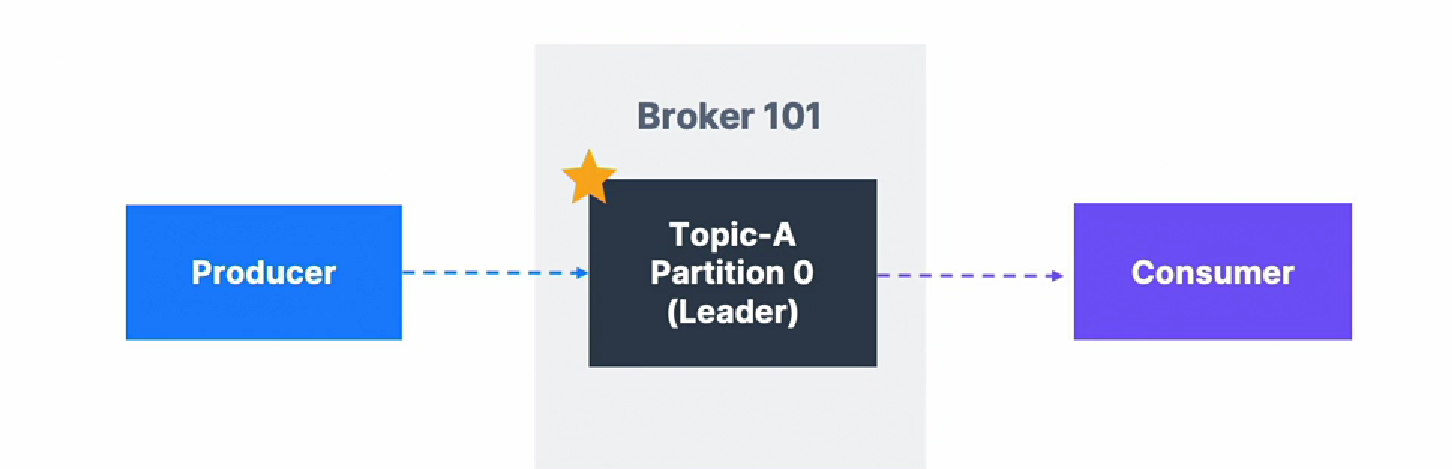 Broker 101
Producer
Topic-A
Partition 0
(Leader)
Consumer